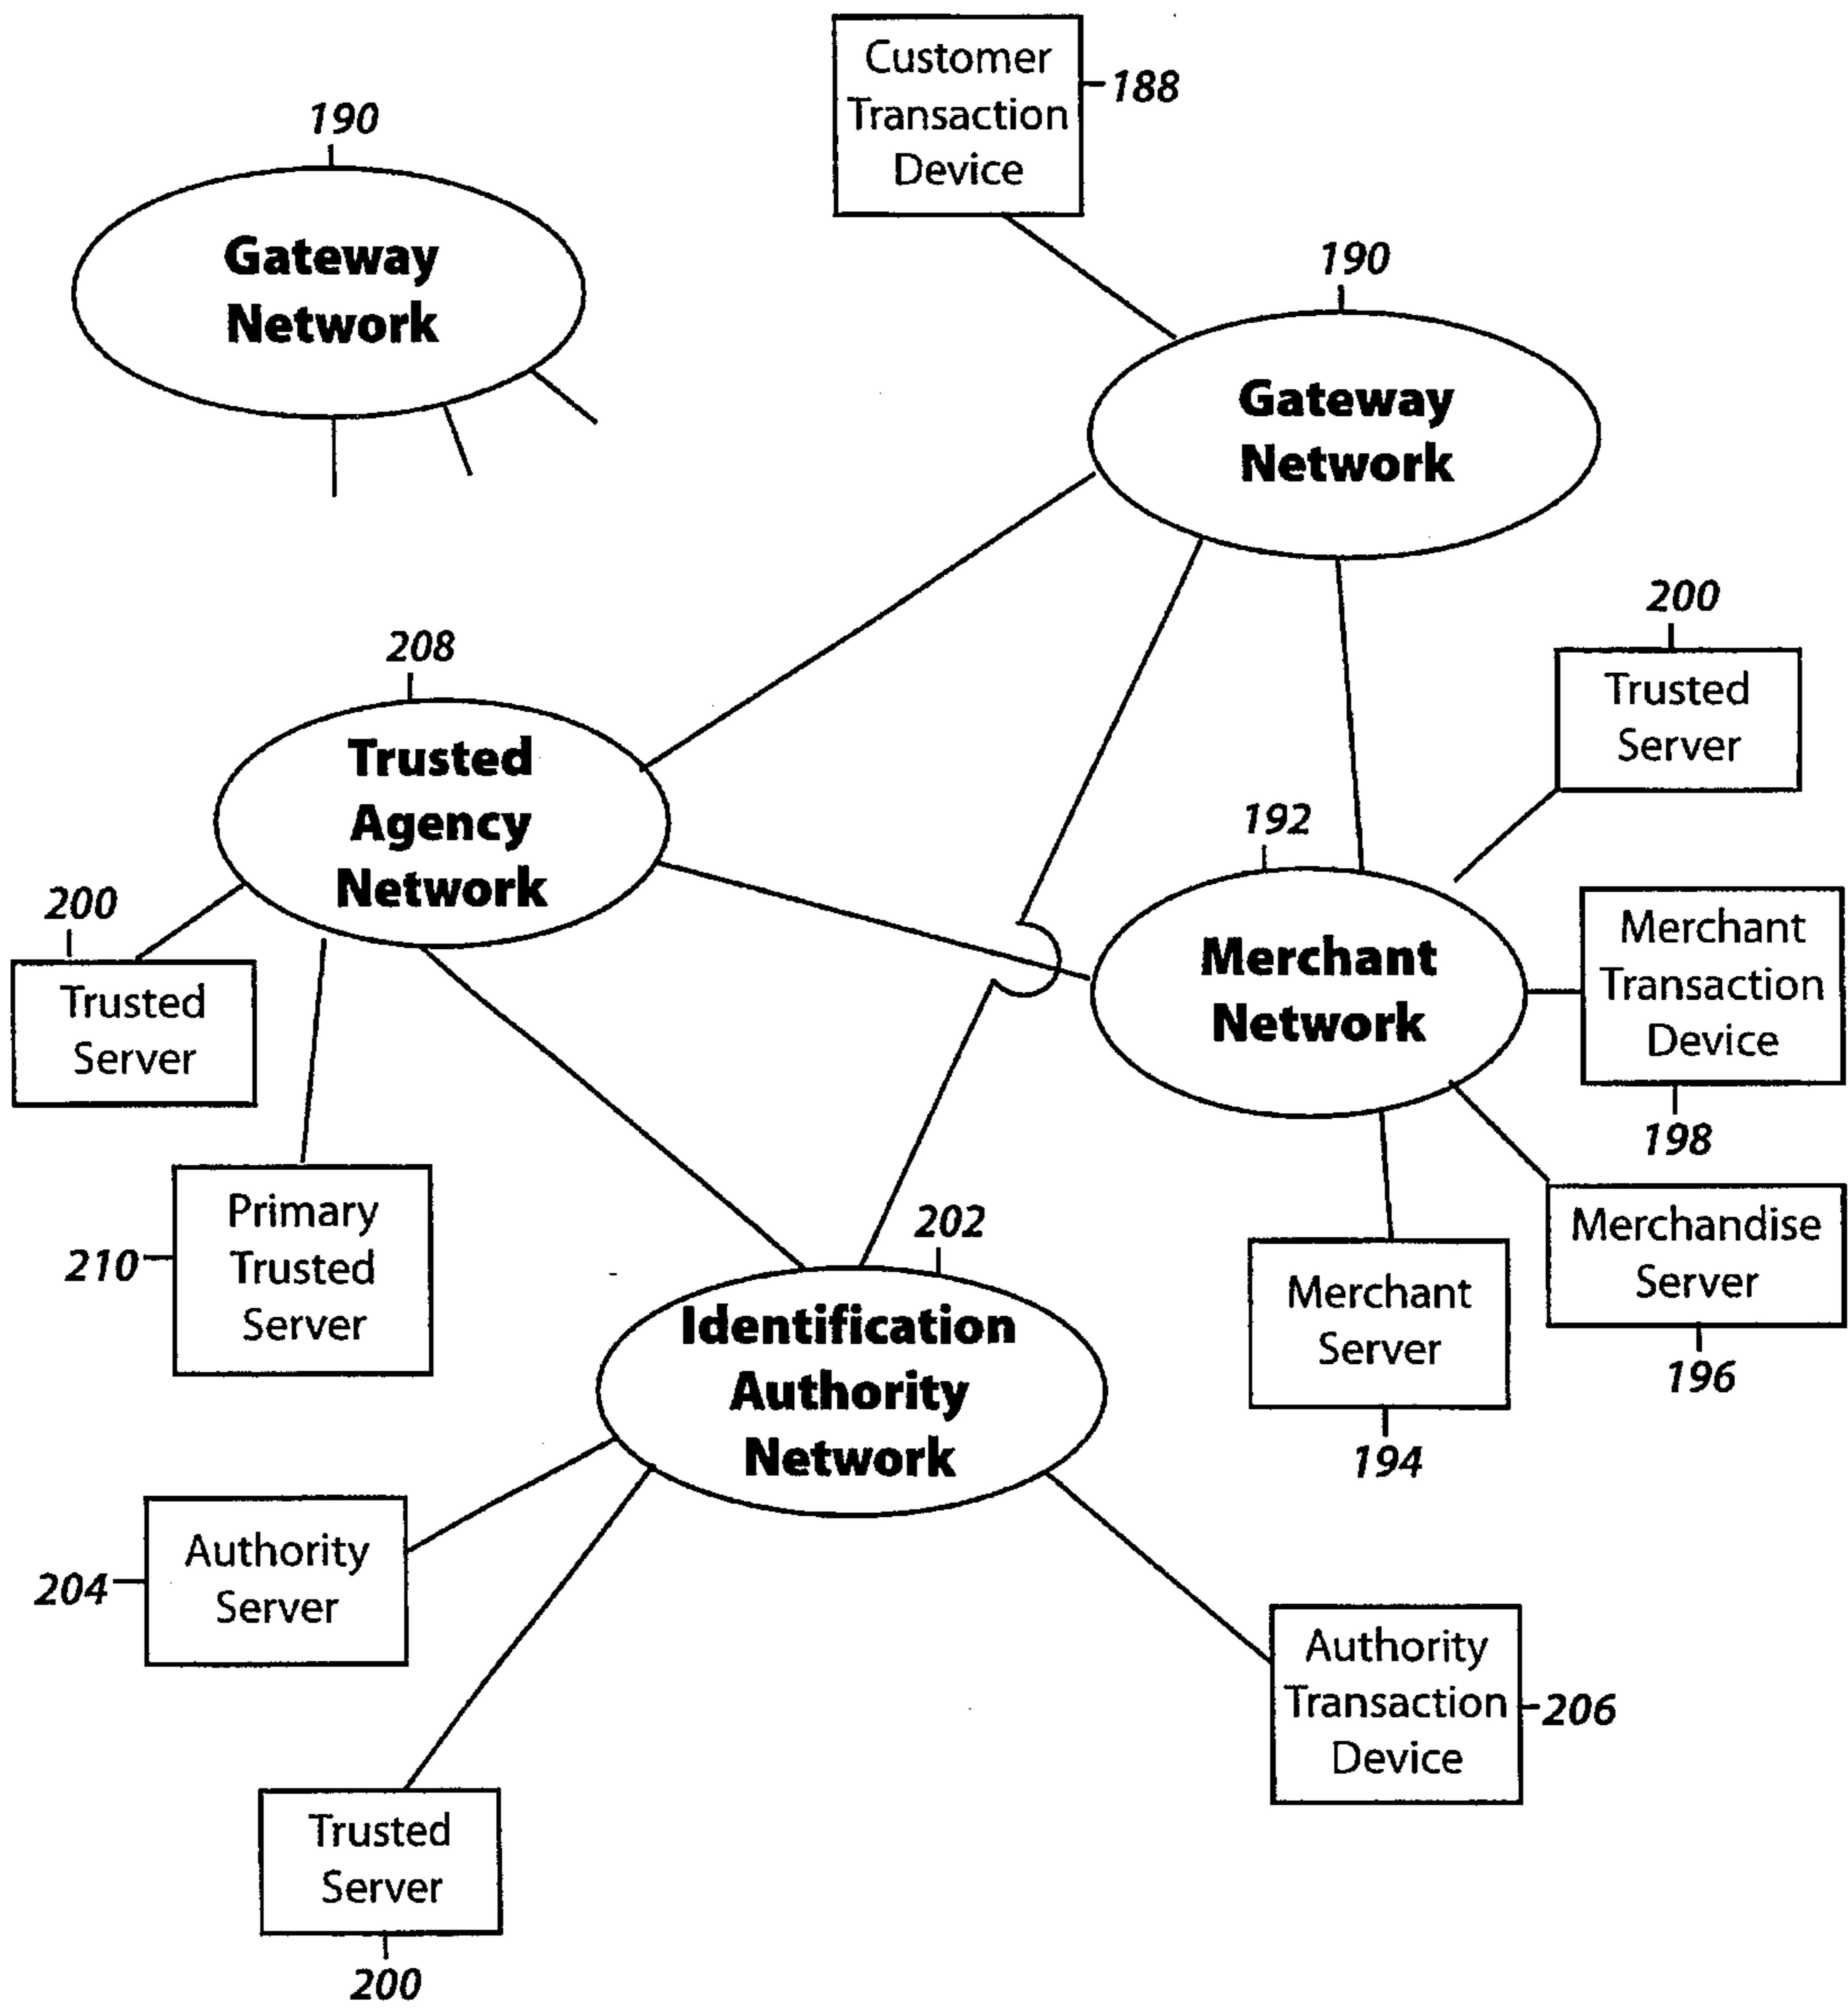 Customer
Transaction
Device
188
190
Gateway
Network
190
Gateway
Network
200
Trusted
Server
208
Trusted
Agency
Network
192
Merchant
Network
200
Trusted
Server
Merchant
Transaction
Device
198
Primary
Trusted
Server
210
202
Identification
Authority
Network
Merchandise
Server
196
Merchant
Server
194
Authority
Server
204
Authority
Transaction
Device
206
Trusted
Server
200